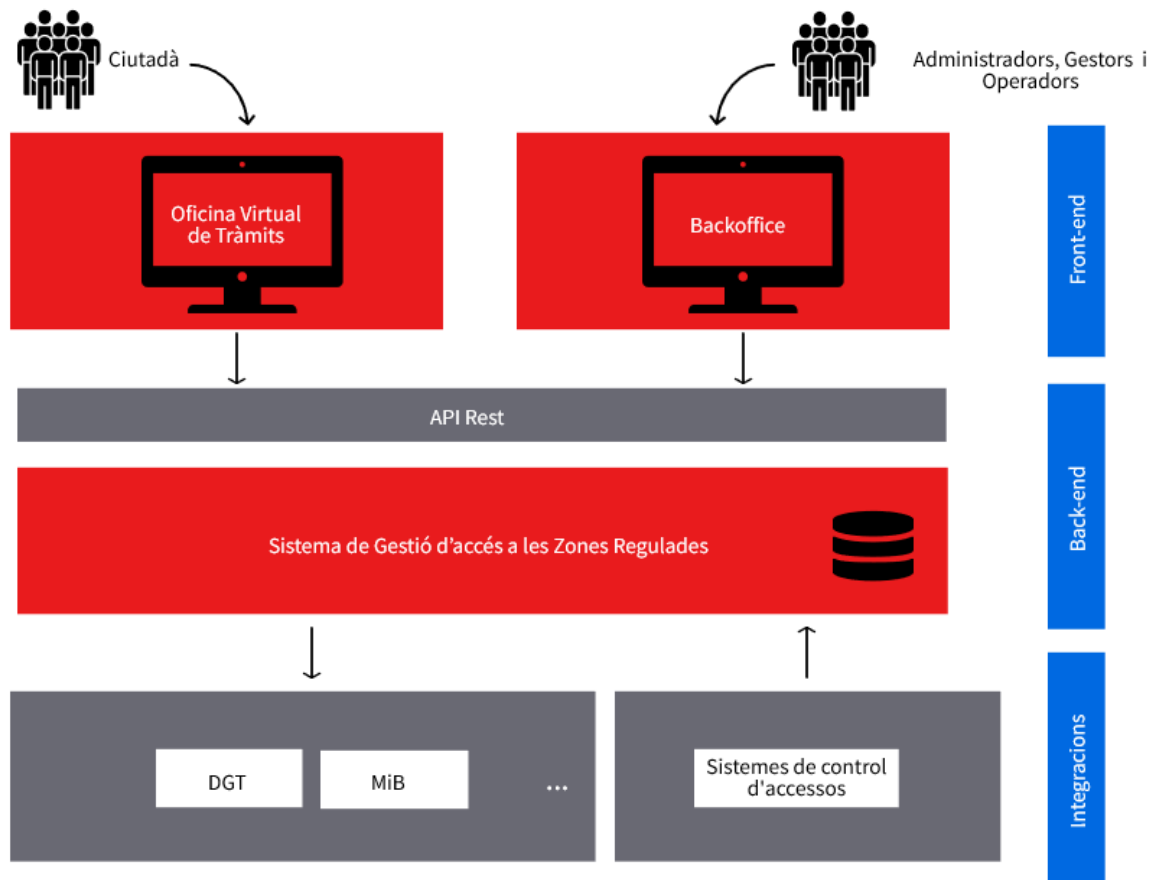 Ciutadà
Administradors, Gestors i
Operadors
Oficina Virtual
de Tràmits
Backoffice
Front-end
API Rest
Sistema de Gestió d'accés a les Zones Regulades
Back-end
DGT
MiB
...
Sistemes de control
d'accessos
Integracions